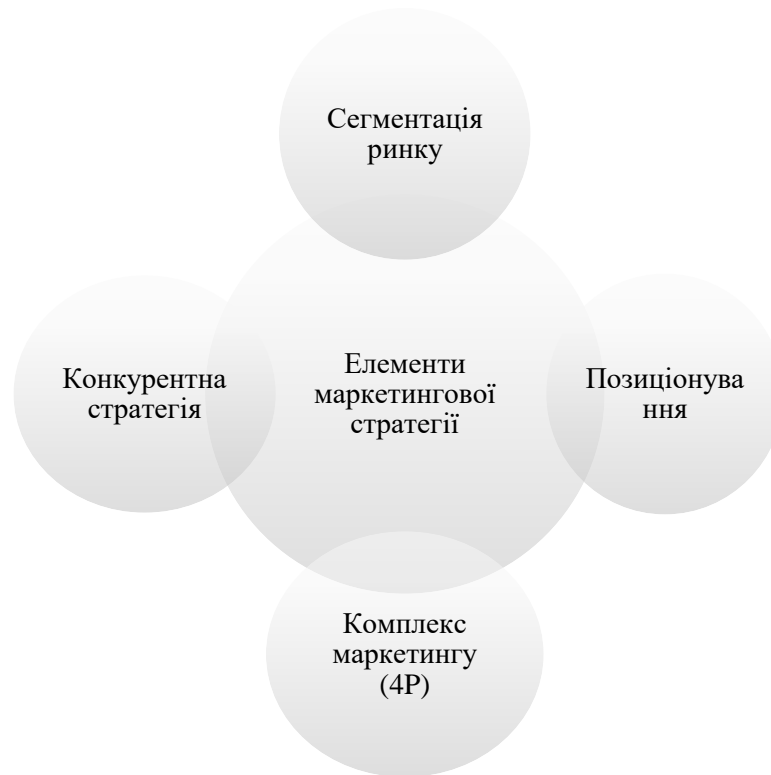 Сегментація
ринку
Конкурентна
стратегія
Елементи
маркетингової
стратегії
Позиціонува
ння
Комплекс
маркетингу
(4P)